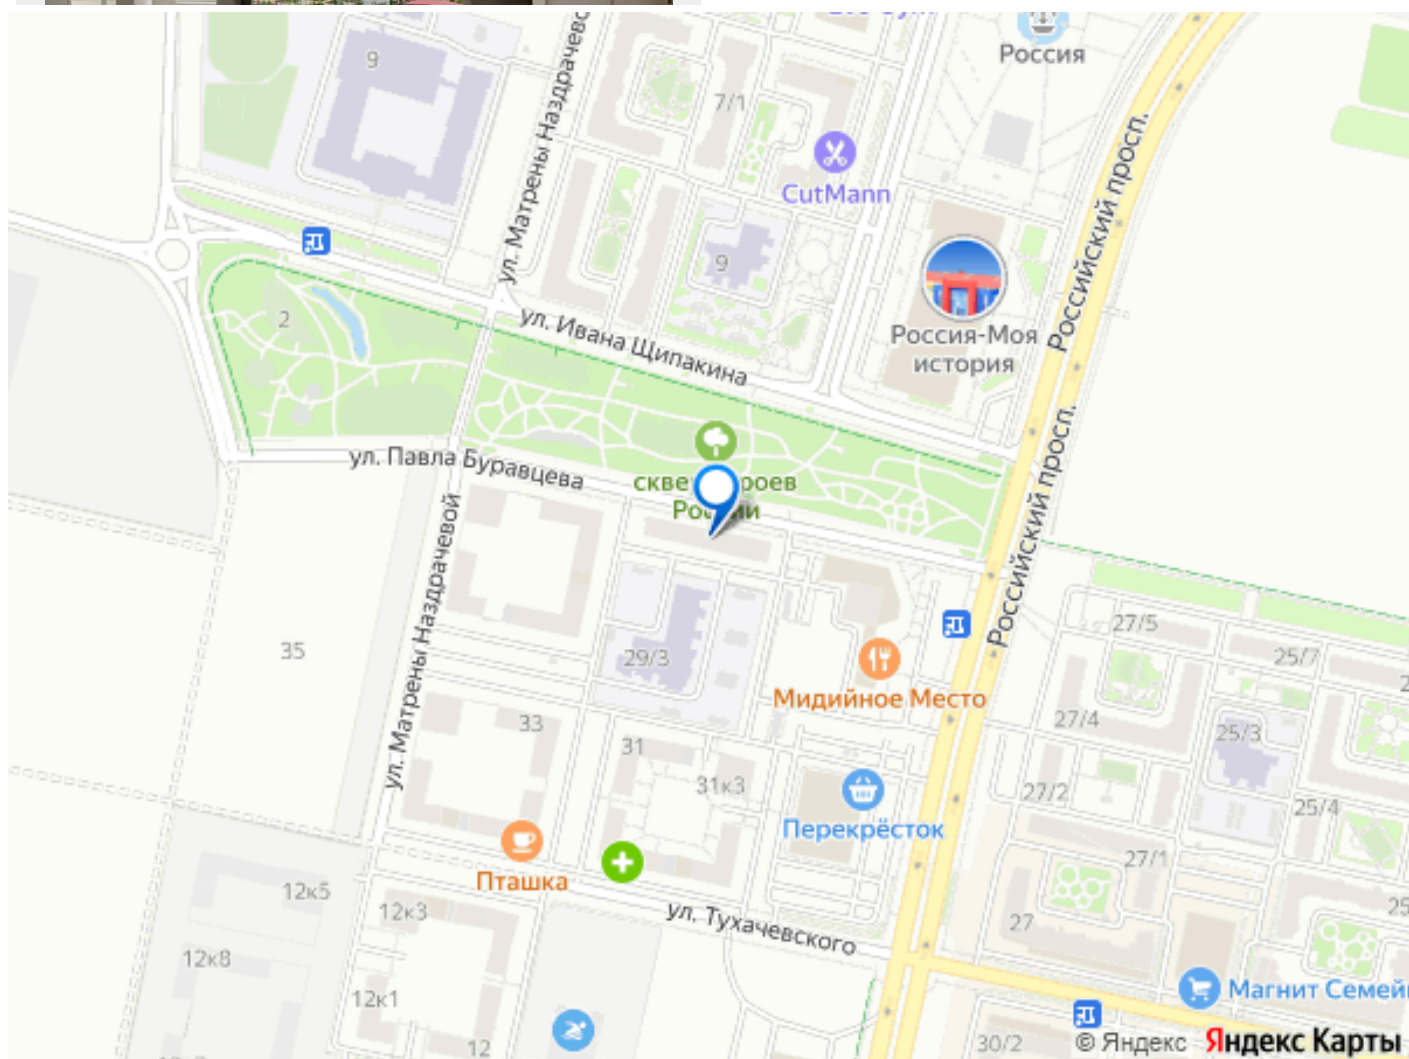 Россия
9
7/1
ул. Матрены Наздрачевой
CutMann
Российский просп.
9
2
ул. Ивана Щипакина
Россия-Моя
история
Российский просп.
ул. Павла Буравцева
ул. Матрены Наздрачевой
Российский просп.
35
29/3
Мидийное Место
27/5
25/7
33
31
31к3
27/4
25/3
27/2
25/4
Перекрёсток
27/1
Пташка
12к5
12к3
ул. Тухачевского
27
25
12к8
12к1
Магнит
12
30/2
© Яндекс
Яндекс Карты